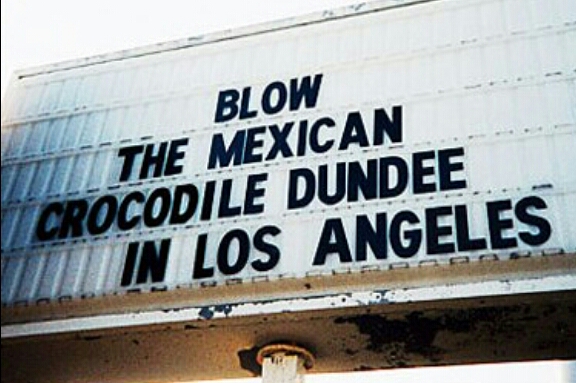 BLOW
THE MEXICAN
CROCODILE DUNDEE
IN LOS ANGELES